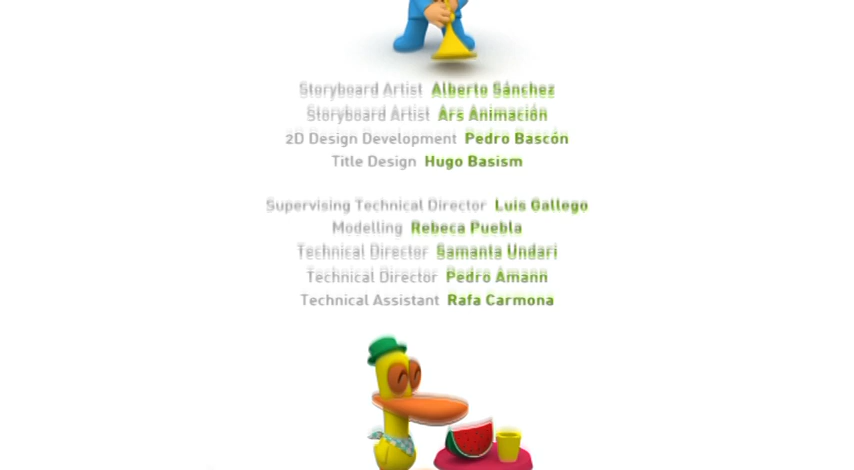 Storyboard Artist Alberto Sánchez
Storyboard Artist Ars Animación
2D Design Development Pedro Bascón
Title Design Hugo Basism
Supervising Technical Director Luis Gallego
Modelling Rebeca Puebla
Technical Director Samanta Undari
Technical Director Pedro Amann
Technical Assistant Rafa Carmona